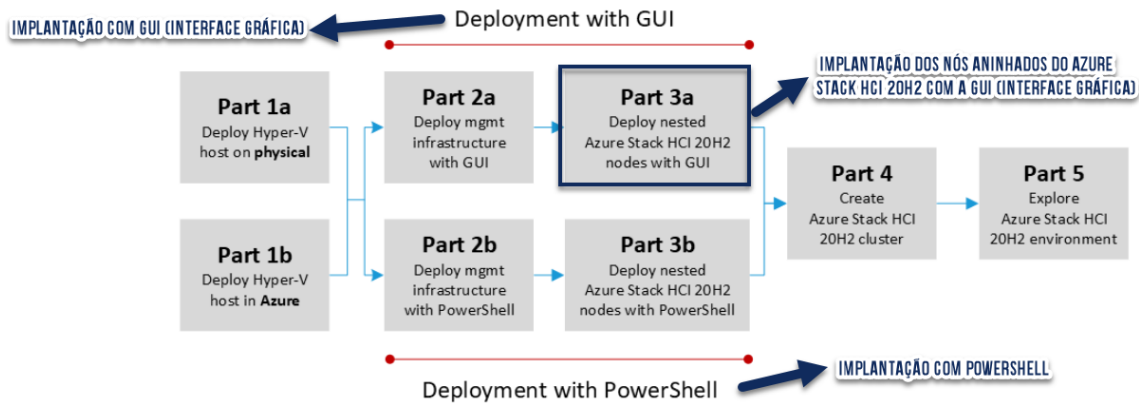 Deployment with GUI
IMPLANTAÇÃO COM GUI (INTERFACE GRÁFICA)
IMPLANTAÇÃO DOS NÓS ANINHADOS DO AZURE
STACK HCI 20H2 COM A GUI (INTERFACE GRÁFICA)
Part 1a
Deploy Hyper-V
host on physical
Part 2a
Deploy mgmt
infrastructure
with GUI
Part 3a
Deploy nested
Azure Stack HCI 20H2
nodes with GUI
Part 1b
Deploy Hyper-V
host in Azure
Part 2b
Deploy mgmt
infrastructure
with PowerShell
Part 3b
Deploy nested
Azure Stack HCI 20H2
nodes with PowerShell
Part 4
Create
Azure Stack HCI
20H2 cluster
Part 5
Explore
Azure Stack HCI
20H2 environment
Deployment with PowerShell
IMPLANTAÇÃO COM POWERSHELL